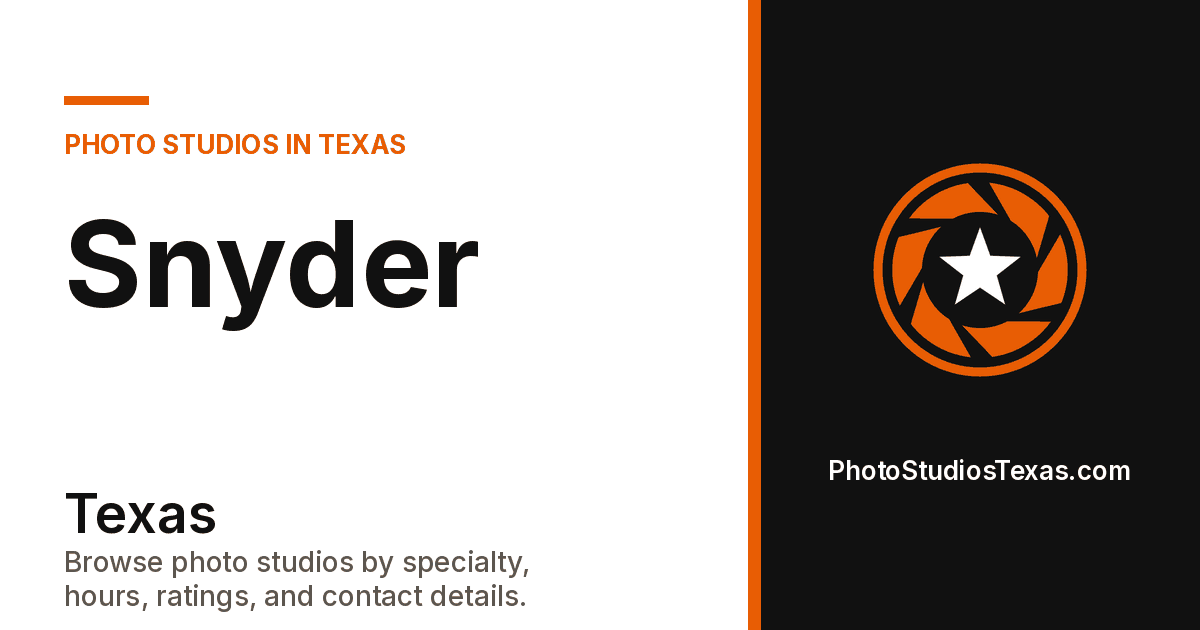 PHOTO STUDIOS IN TEXAS
Snyder
Texas
Browse photo studios by specialty,
hours, ratings, and contact details.
PhotoStudiosTexas.com